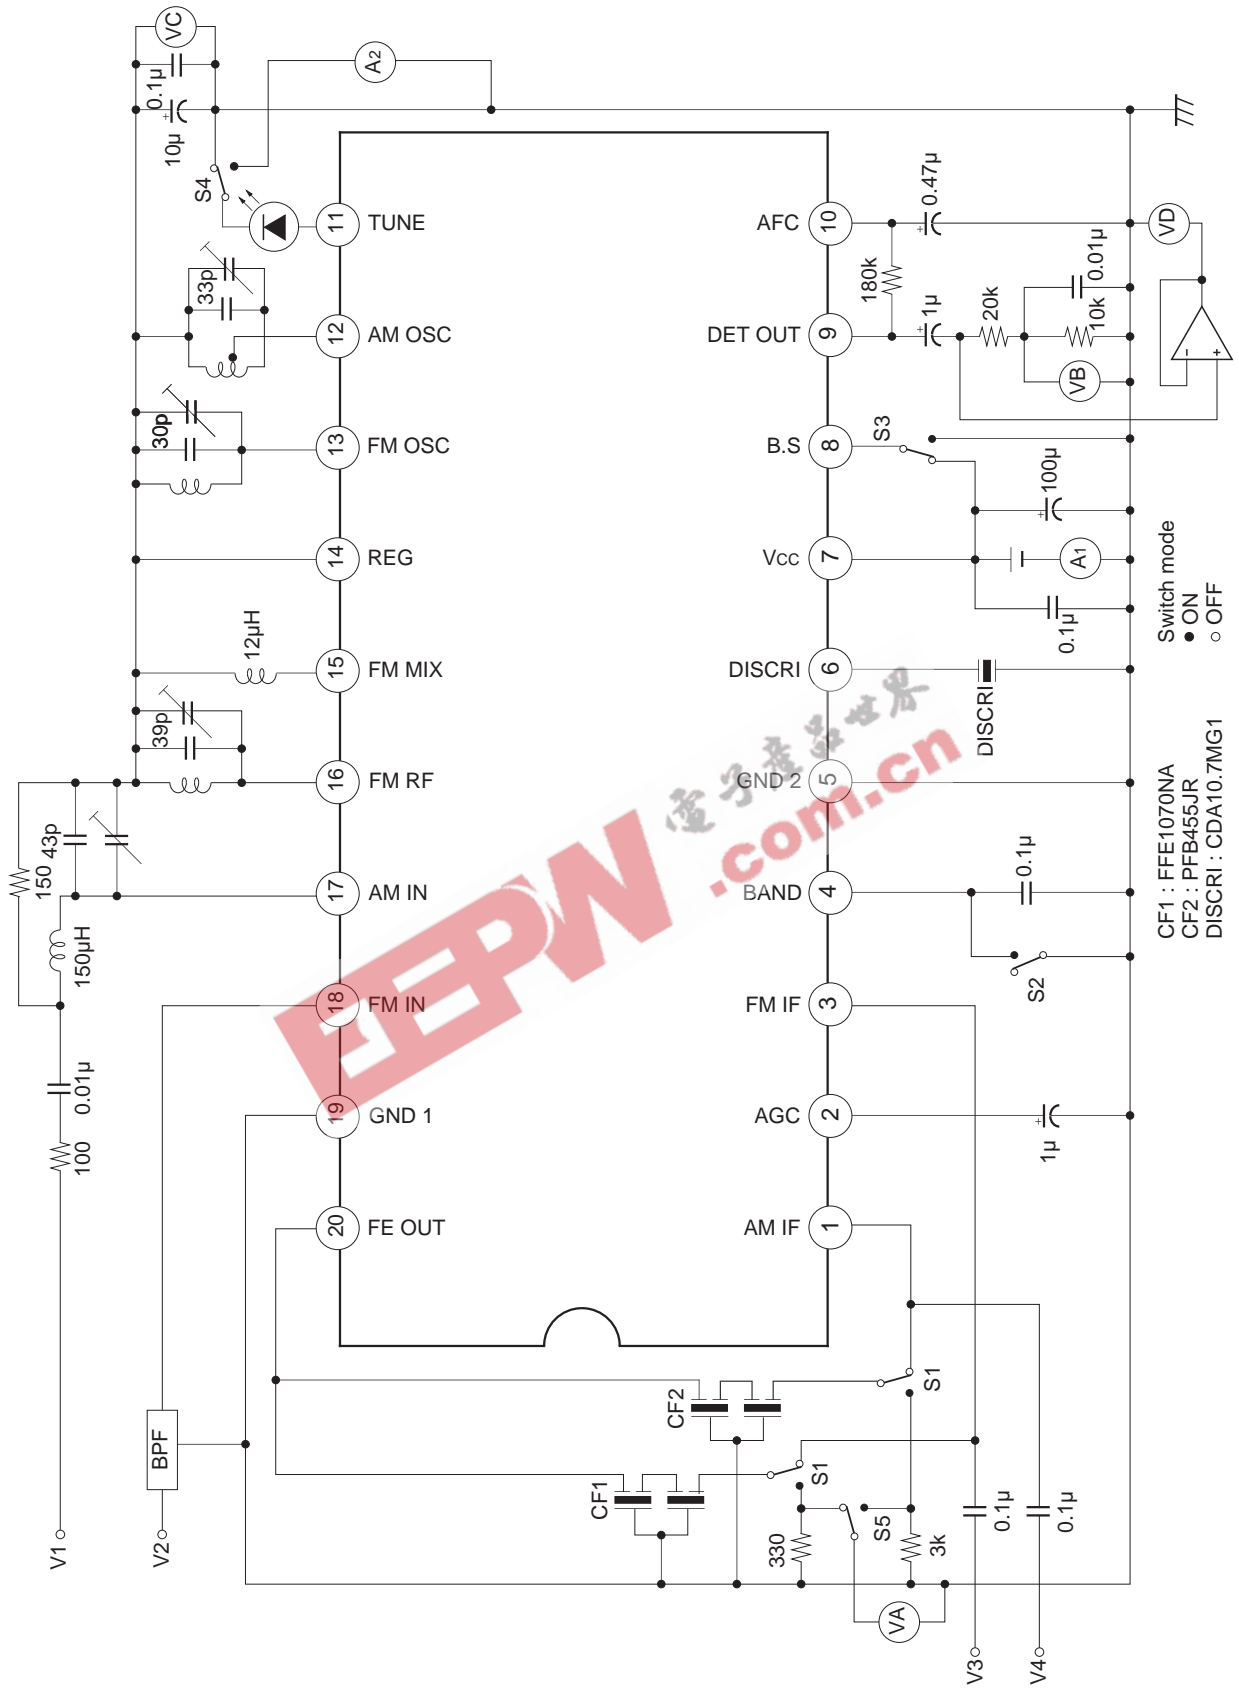 VC
0.1µ
10µ
A2
S4
11
TUNE
33p
12
AM OSC
30p
13
FM OSC
14
REG
12µH
15
FM MIX
39p
16
FM RF
43p
150
17
AM IN
150µH
18
FM IN
0.01µ
100
19
GND 1
20
FE OUT
BPF
V1
V2
AFC
10
0.47µ
VD
180k
DET OUT
9
1µ
20k
0.01µ
10k
VB
-
+
B.S
8
S3
100µ
VCC
7
A1
0.1µ
Switch mode
● ON
○ OFF
DISCRI
6
DISCRI
GND 2
5
BAND
4
0.1µ
S2
FM IF
3
AGC
2
1µ
AM IF
1
CF2
S1
CF1
S1
330
S5
3k
VA
0.1µ
0.1µ
V3
V4
CF1 : FFE1070NA
CF2 : PFB455JR
DISCRI : CDA10.7MG1
EEPW
電子產品世界
.com.cn